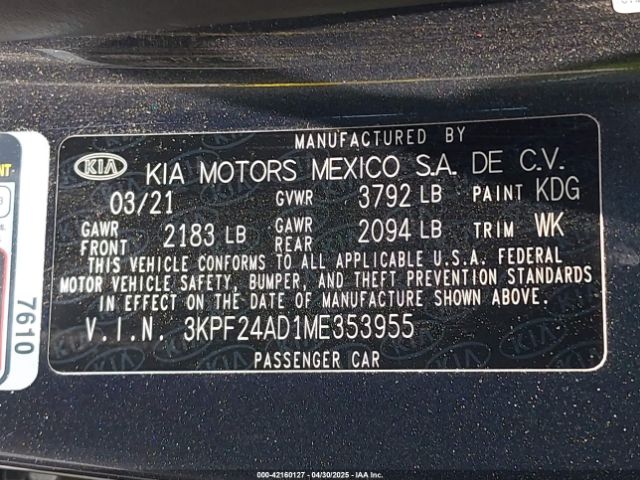 MANUFACTURED BY
KIA KIA MOTORS MEXICO S.A. DE C.V.
03/21 GVWR 3792 LB PAINT KDG
GAWR FRONT 2183 LB GAWR REAR 2094 LB TRIM WK
THIS VEHICLE CONFORMS TO ALL APPLICABLE U.S.A. FEDERAL
MOTOR VEHICLE SAFETY, BUMPER, AND THEFT PREVENTION STANDARDS
IN EFFECT ON THE DATE OF MANUFACTURE SHOWN ABOVE.
V.I.N. 3KPF24AD1ME353955
PASSENGER CAR
7610
000-42160127 - 04/30/2025 - IAAI.COM